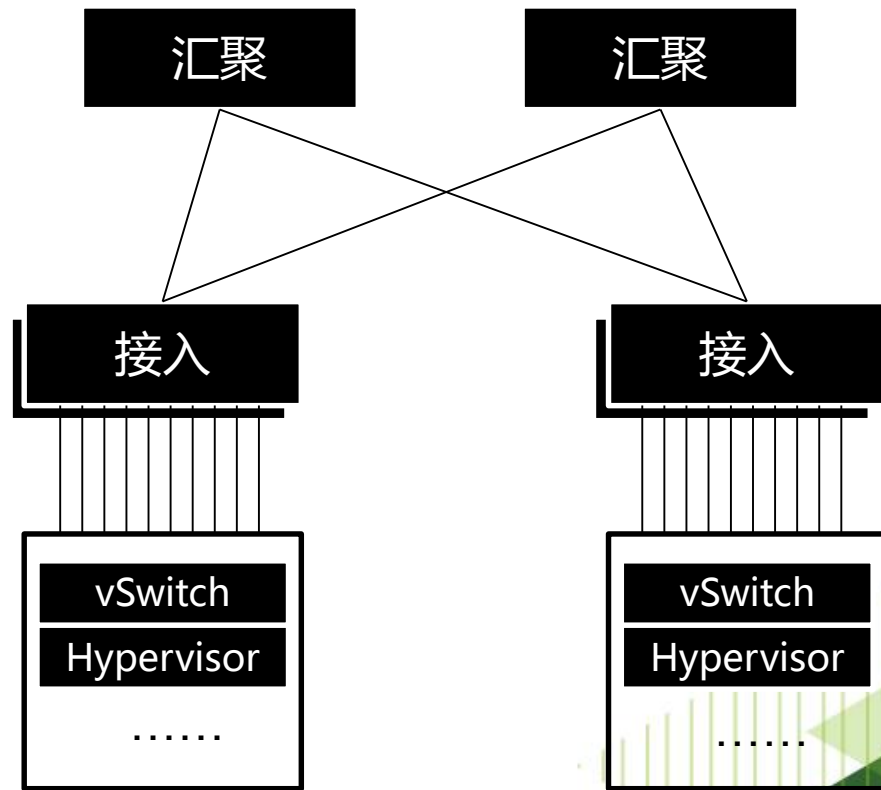 汇聚
汇聚
接入
接入
vSwitch
Hypervisor
......
vSwitch
Hypervisor
......